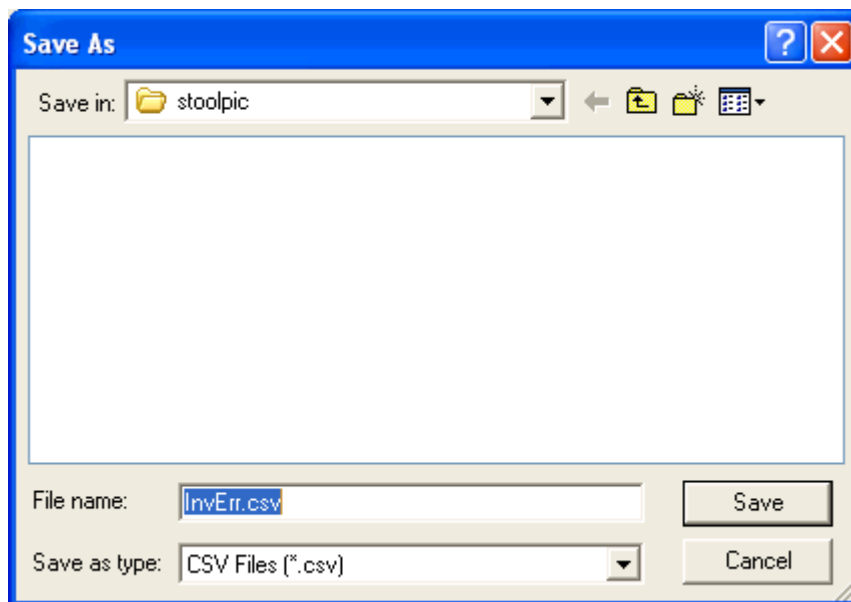 Save As
Save in: stoolpic
File name: InvErr.csv
Save
Save as type: CSV Files (*.csv)
Cancel